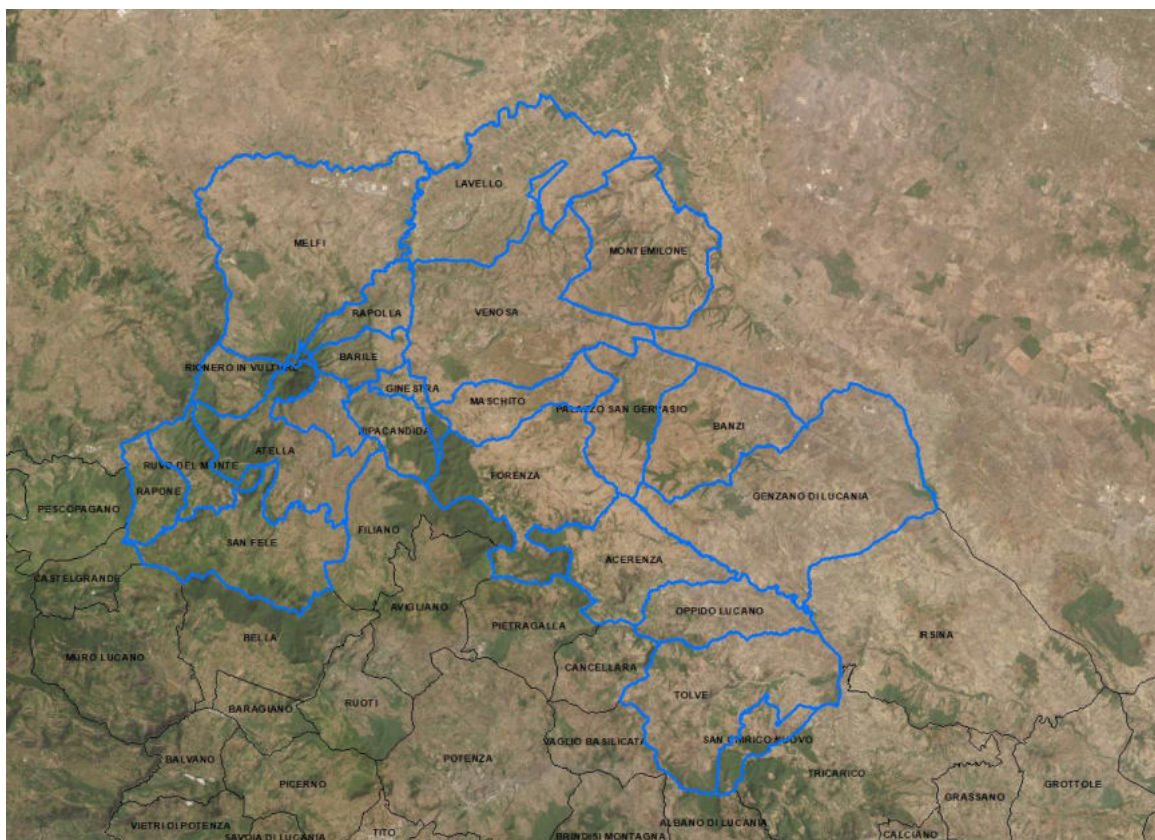 LAVELLO
MELFI
MONTEMILONE
RAPOLLA
VENOSA
BARILE
RIONERO IN VULTURE
GINESTRA
MASCHITO
PALAZZO SAN GERVASIO
BANZI
RIPACANDIDA
ATELLA
RUVO DEL MONTE
FORENZA
RAPONE
GENZANO DI LUCANIA
PESCOPAGANO
FILIANO
SAN FELE
ACERENZA
CASTELGRANDE
AVIGLIANO
OPPIDO LUCANO
PIETRAGALLA
BELLA
IRSINA
MURO LUCANO
CANCELLARA
TOLVE
RUOTI
BARAGIANO
VAGLIO BASILICATA
SAN CHIRICO NUOVO
BALVANO
POTENZA
TRICARICO
PICERNO
GROTTOLE
GRASSANO
ALBANO DI LUCANIA
VIETRI DI POTENZA
TITO
SAVOIA DI LUCANIA
BRINDISI MONTAGNA
CALCIANO